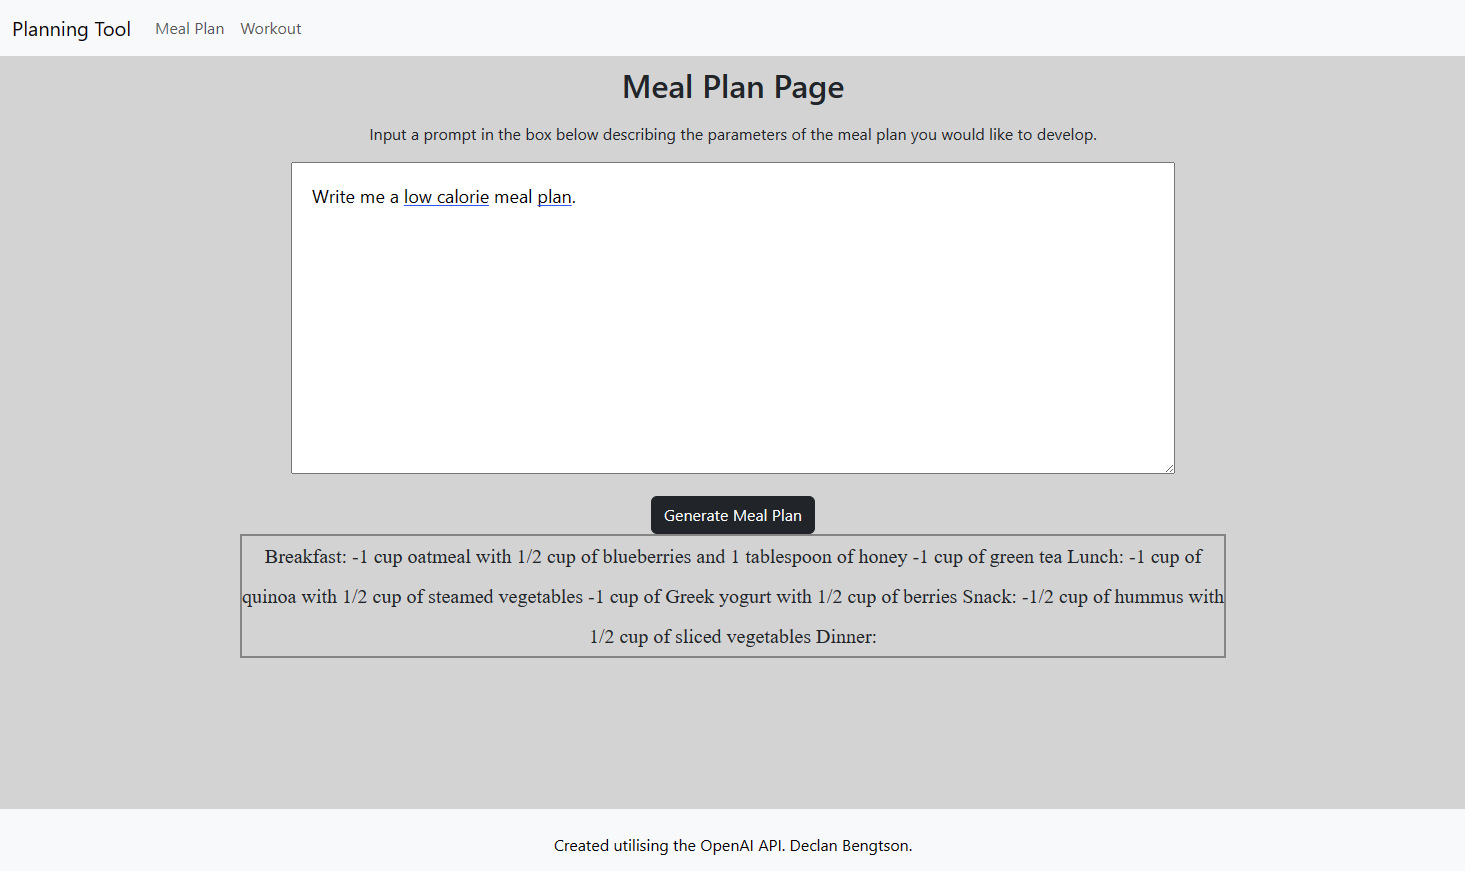 Planning Tool Meal Plan Workout
Meal Plan Page
Input a prompt in the box below describing the parameters of the meal plan you would like to develop.
Write me a low calorie meal plan.
Generate Meal Plan
Breakfast: -1 cup oatmeal with 1/2 cup of blueberries and 1 tablespoon of honey -1 cup of green tea Lunch: -1 cup of
quinoa with 1/2 cup of steamed vegetables -1 cup of Greek yogurt with 1/2 cup of berries Snack: -1/2 cup of hummus with
1/2 cup of sliced vegetables Dinner:
Created utilising the OpenAI API. Declan Bengtson.